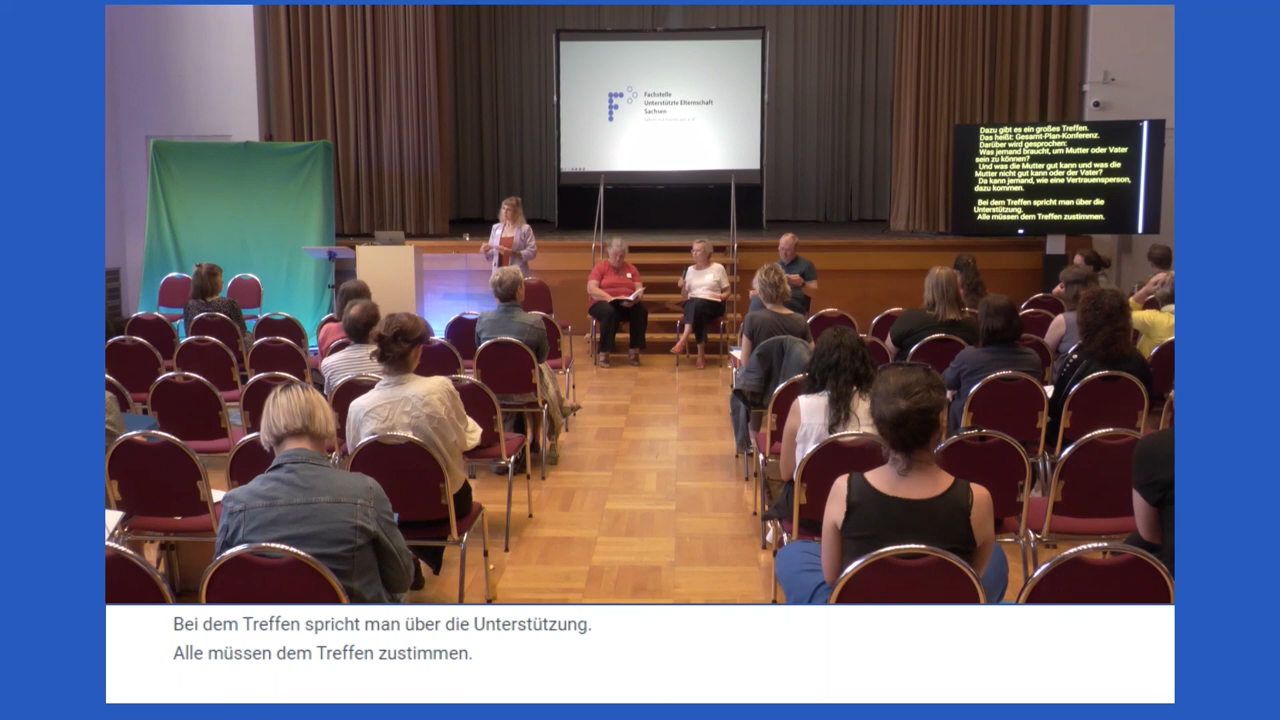 Fachstelle
Unterstützte Elternschaft
Sachsen
Dazu gibt es ein großes Treffen.
Das heißt: Gesamt-Plan-Konferenz.
Darüber wird gesprochen:
Was jemand braucht, um Mutter oder Vater
sein zu können?
Und was die Mutter gut kann und was die
Mutter nicht gut kann oder der Vater?
Da kann jemand, wie eine Vertrauensperson,
dazu kommen.
Bei dem Treffen spricht man über die
Unterstützung.
Alle müssen dem Treffen zustimmen.
Bei dem Treffen spricht man über die Unterstützung.
Alle müssen dem Treffen zustimmen.